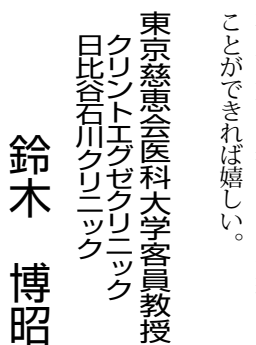 ことができれば嬉しい。
東京慈恵会医科大学客員教授
クリントエグゼクリニック
日比谷石川クリニック
鈴木　博昭